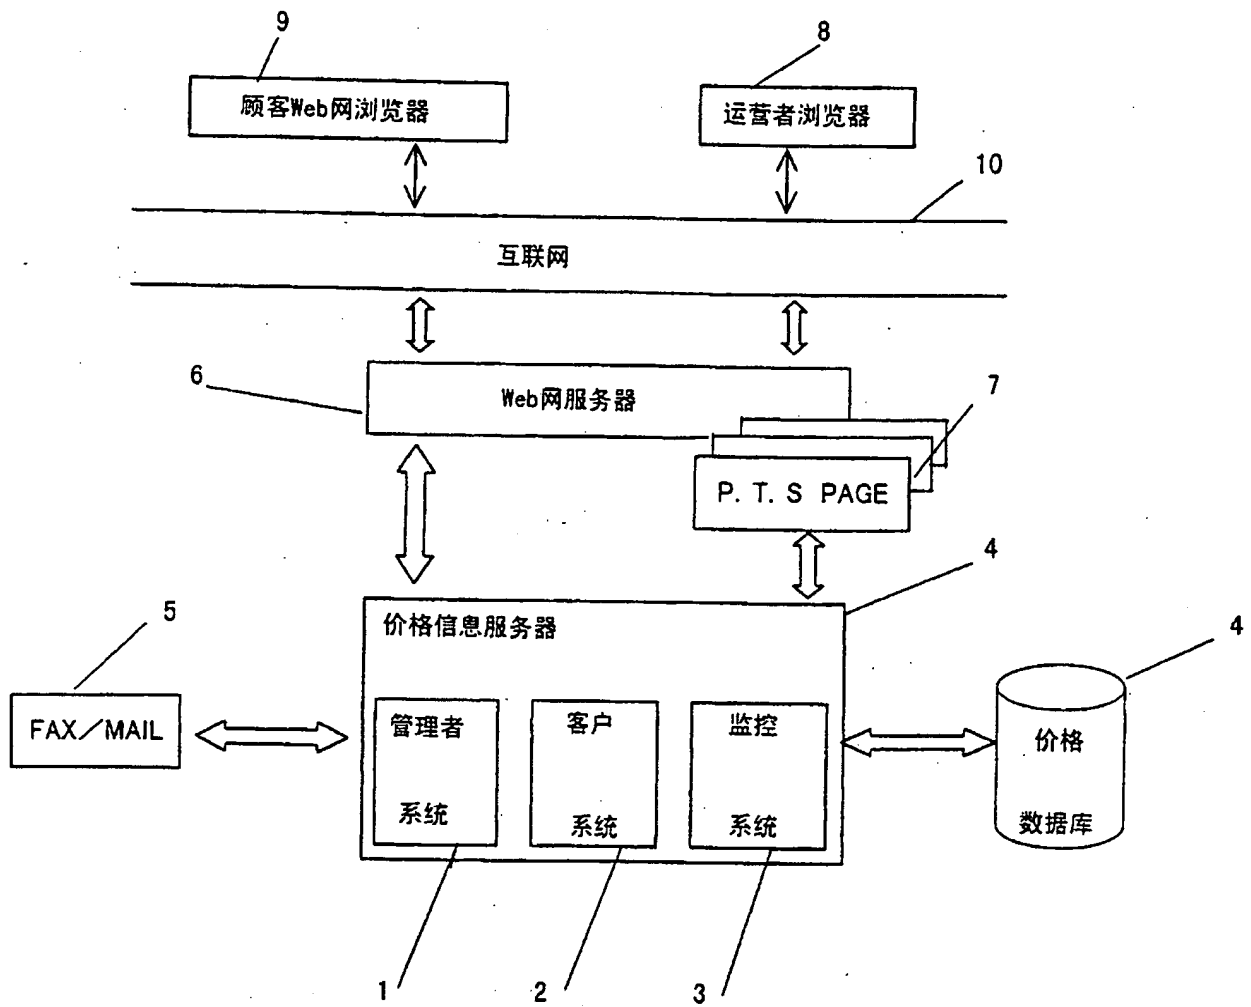 9
8
顾客Web网浏览器
运营者浏览器
10
互联网
6
Web网服务器
7
P. T. S PAGE
4
5
价格信息服务器
4
FAX／MAIL
管理者
系统
客户
系统
监控
系统
价格
数据库
1
2
3